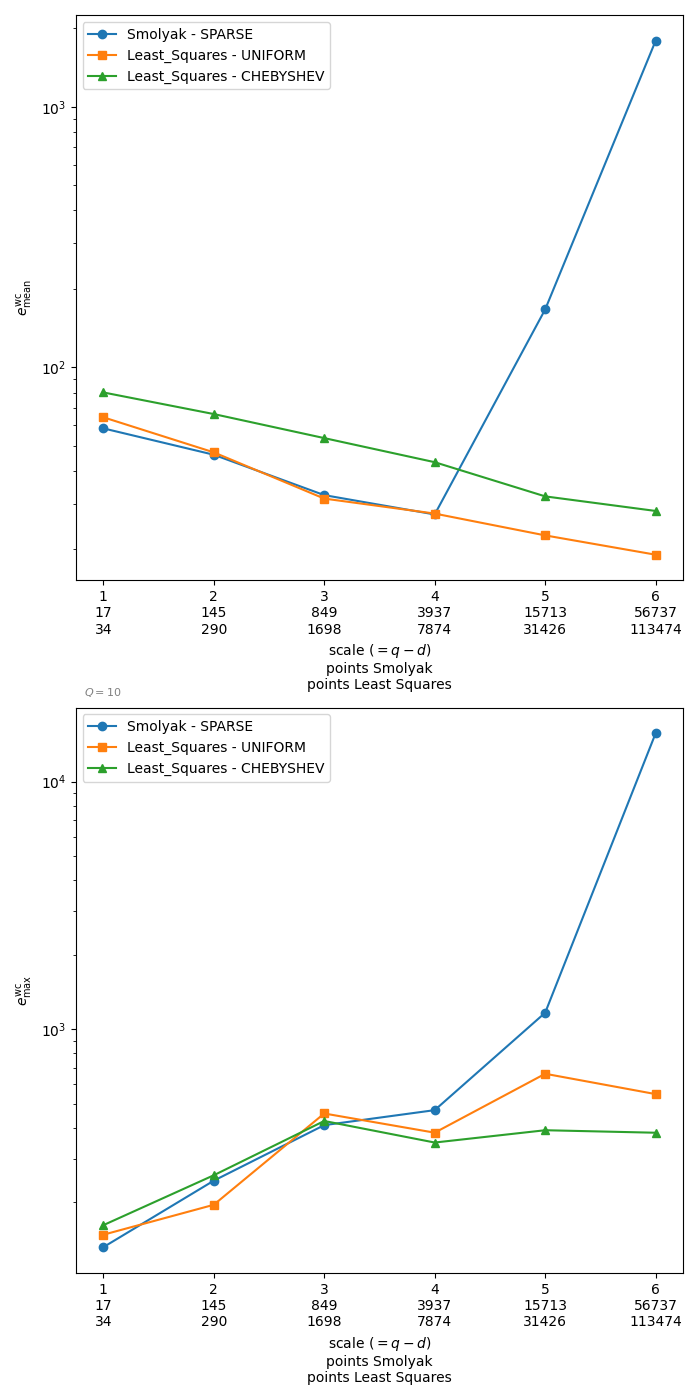 Smolyak - SPARSE
Least_Squares - UNIFORM
Least_Squares - CHEBYSHEV
10³
10²
e^wc_mean
1 2 3 4 5 6
17 145 849 3937 15713 56737
34 290 1698 7874 31426 113474
scale (= q − d)
points Smolyak
points Least Squares
Q = 10
Smolyak - SPARSE
Least_Squares - UNIFORM
Least_Squares - CHEBYSHEV
10⁴
10³
e^wc_max
1 2 3 4 5 6
17 145 849 3937 15713 56737
34 290 1698 7874 31426 113474
scale (= q − d)
points Smolyak
points Least Squares